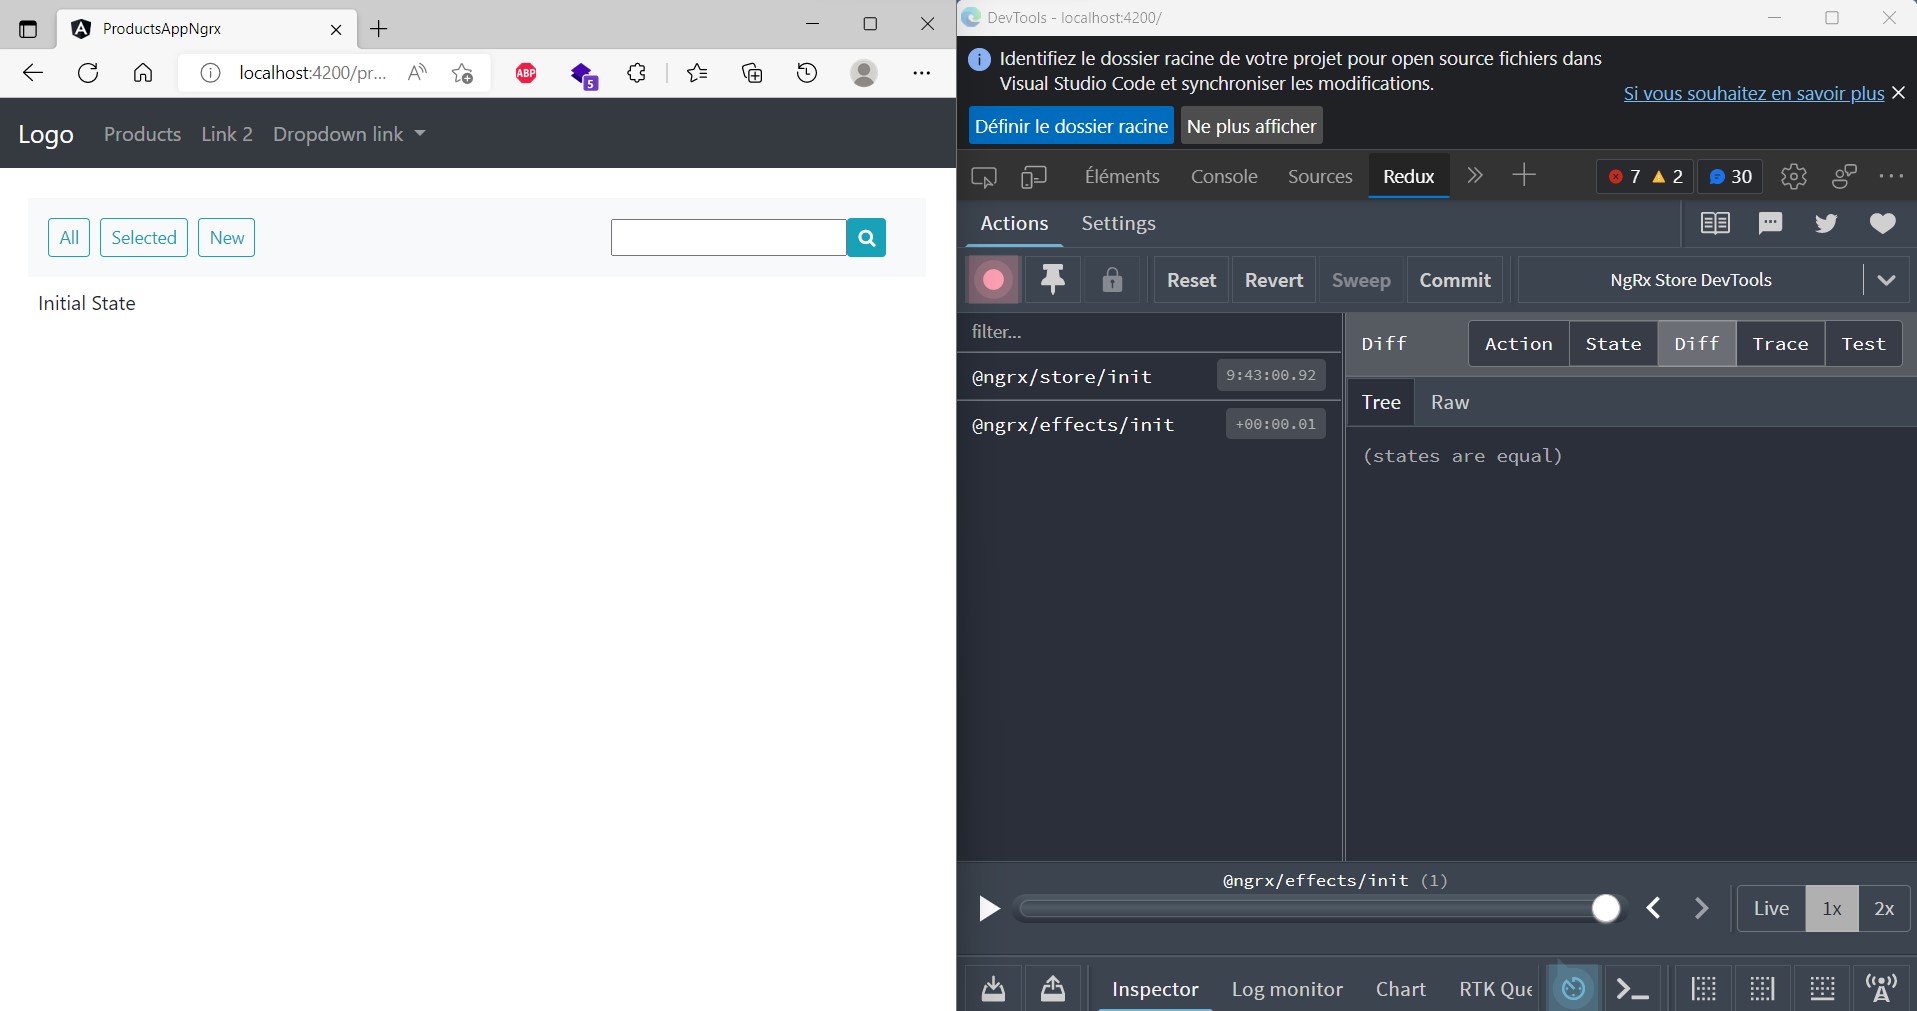 ProductsAppNgrx
localhost:4200/pr...
ABP
5
Logo
Products
Link 2
Dropdown link
All
Selected
New
Initial State
DevTools - localhost:4200/
Identifiez le dossier racine de votre projet pour open source fichiers dans
Visual Studio Code et synchroniser les modifications.
Si vous souhaitez en savoir plus
Définir le dossier racine
Ne plus afficher
Éléments
Console
Sources
Redux
7
2
30
Actions
Settings
Reset
Revert
Sweep
Commit
NgRx Store DevTools
filter...
@ngrx/store/init
9:43:00.92
@ngrx/effects/init
+00:00.01
Diff
Action
State
Diff
Trace
Test
Tree
Raw
(states are equal)
@ngrx/effects/init (1)
Live
1x
2x
Inspector
Log monitor
Chart
RTK Que